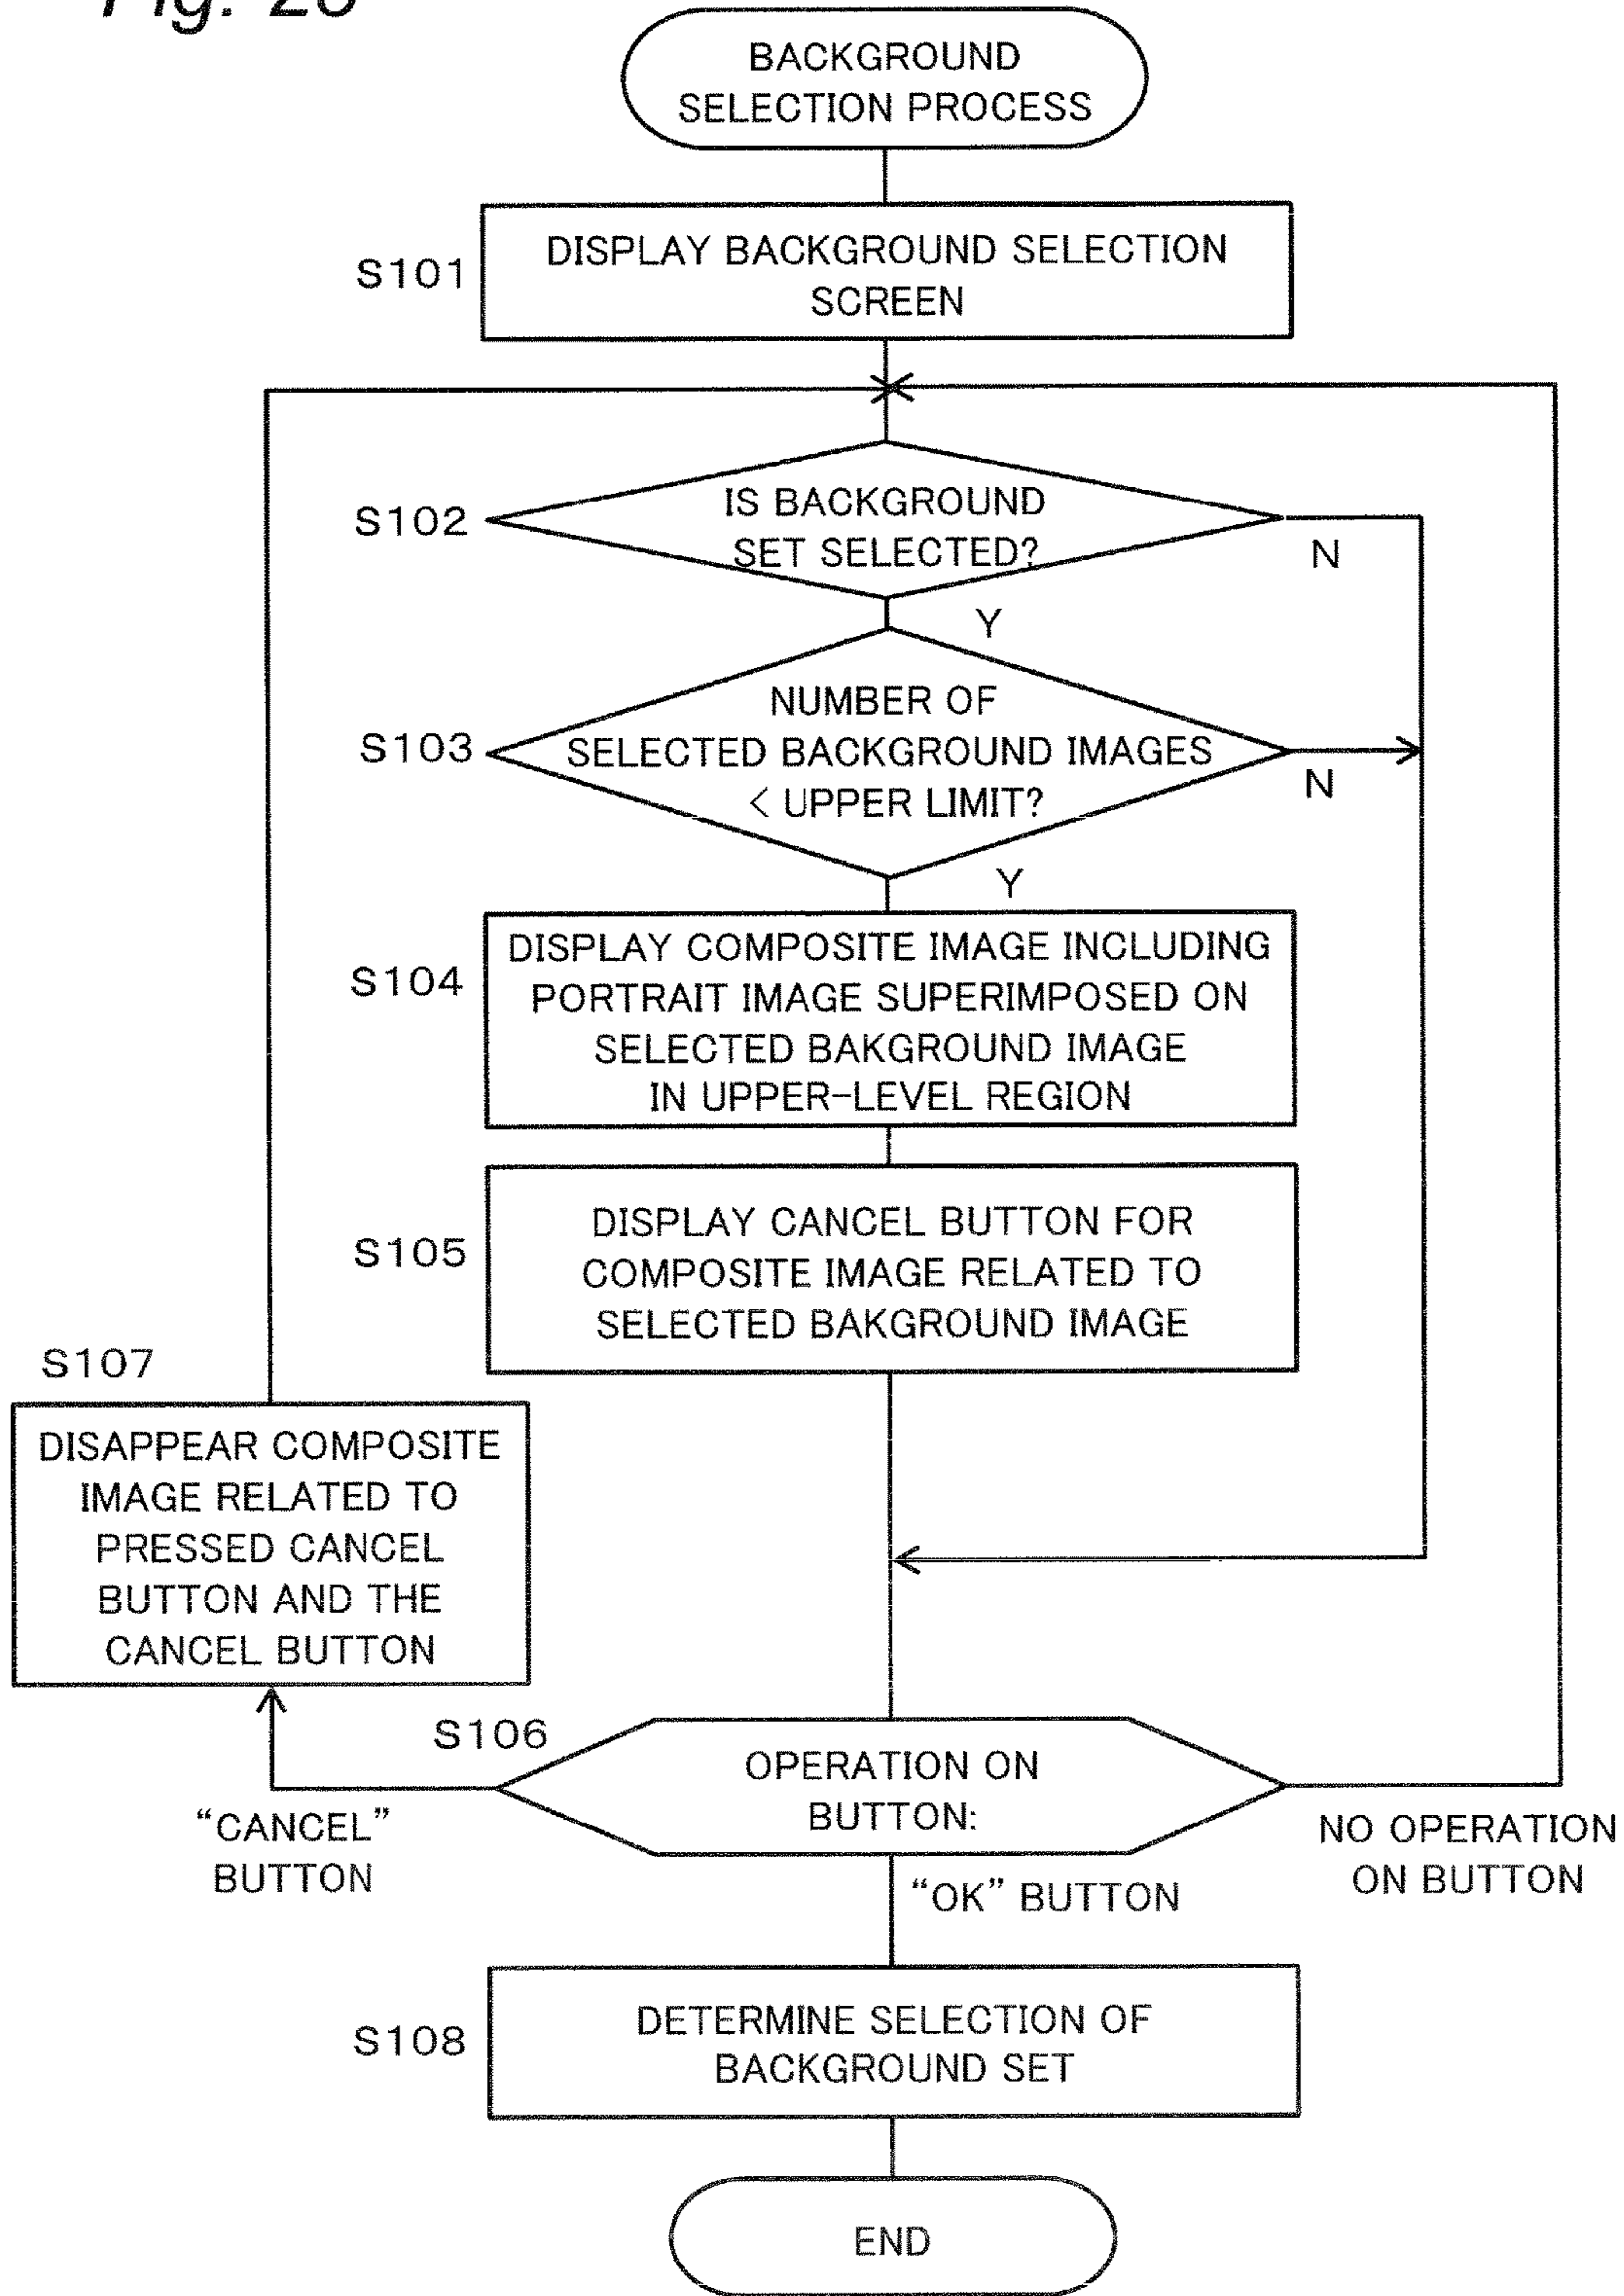 Fig. 28
BACKGROUND
SELECTION PROCESS
S101
DISPLAY BACKGROUND SELECTION
SCREEN
S102
IS BACKGROUND
SET SELECTED?
N
Y
S103
NUMBER OF
SELECTED BACKGROUND IMAGES
< UPPER LIMIT?
N
Y
S104
DISPLAY COMPOSITE IMAGE INCLUDING
PORTRAIT IMAGE SUPERIMPOSED ON
SELECTED BAKGROUND IMAGE
IN UPPER-LEVEL REGION
S105
DISPLAY CANCEL BUTTON FOR
COMPOSITE IMAGE RELATED TO
SELECTED BAKGROUND IMAGE
S107
DISAPPEAR COMPOSITE
IMAGE RELATED TO
PRESSED CANCEL
BUTTON AND THE
CANCEL BUTTON
S106
OPERATION ON
BUTTON:
“CANCEL”
BUTTON
NO OPERATION
ON BUTTON
“OK” BUTTON
S108
DETERMINE SELECTION OF
BACKGROUND SET
END